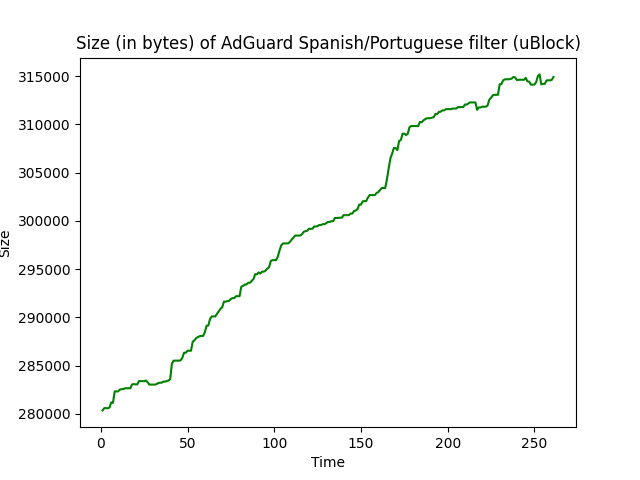 Size (in bytes) of AdGuard Spanish/Portuguese filter (uBlock)
315000
310000
305000
300000
295000
290000
285000
280000
Size
0 50 100 150 200 250
Time